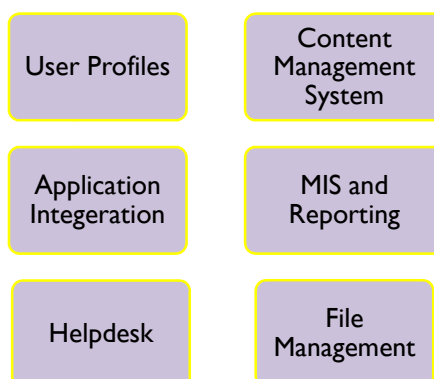 User Profiles
Content
Management
System
Application
Integeration
MIS and
Reporting
Helpdesk
File
Management